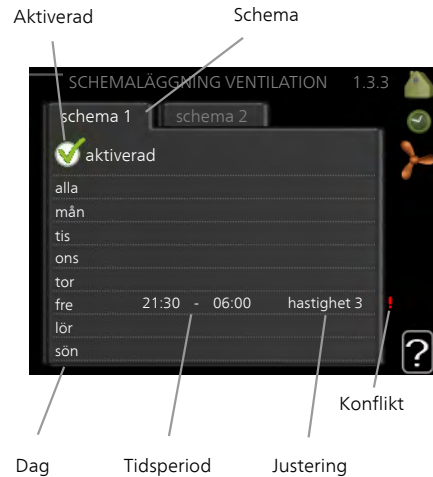 Aktiverad
Schema
SCHEMALÄGGNING VENTILATION 1.3.3
schema 1
schema 2
aktiverad
alla
mån
tis
ons
tor
fre 21:30 - 06:00 hastighet 3 !
lör
sön
?
Konflikt
Dag
Tidsperiod
Justering